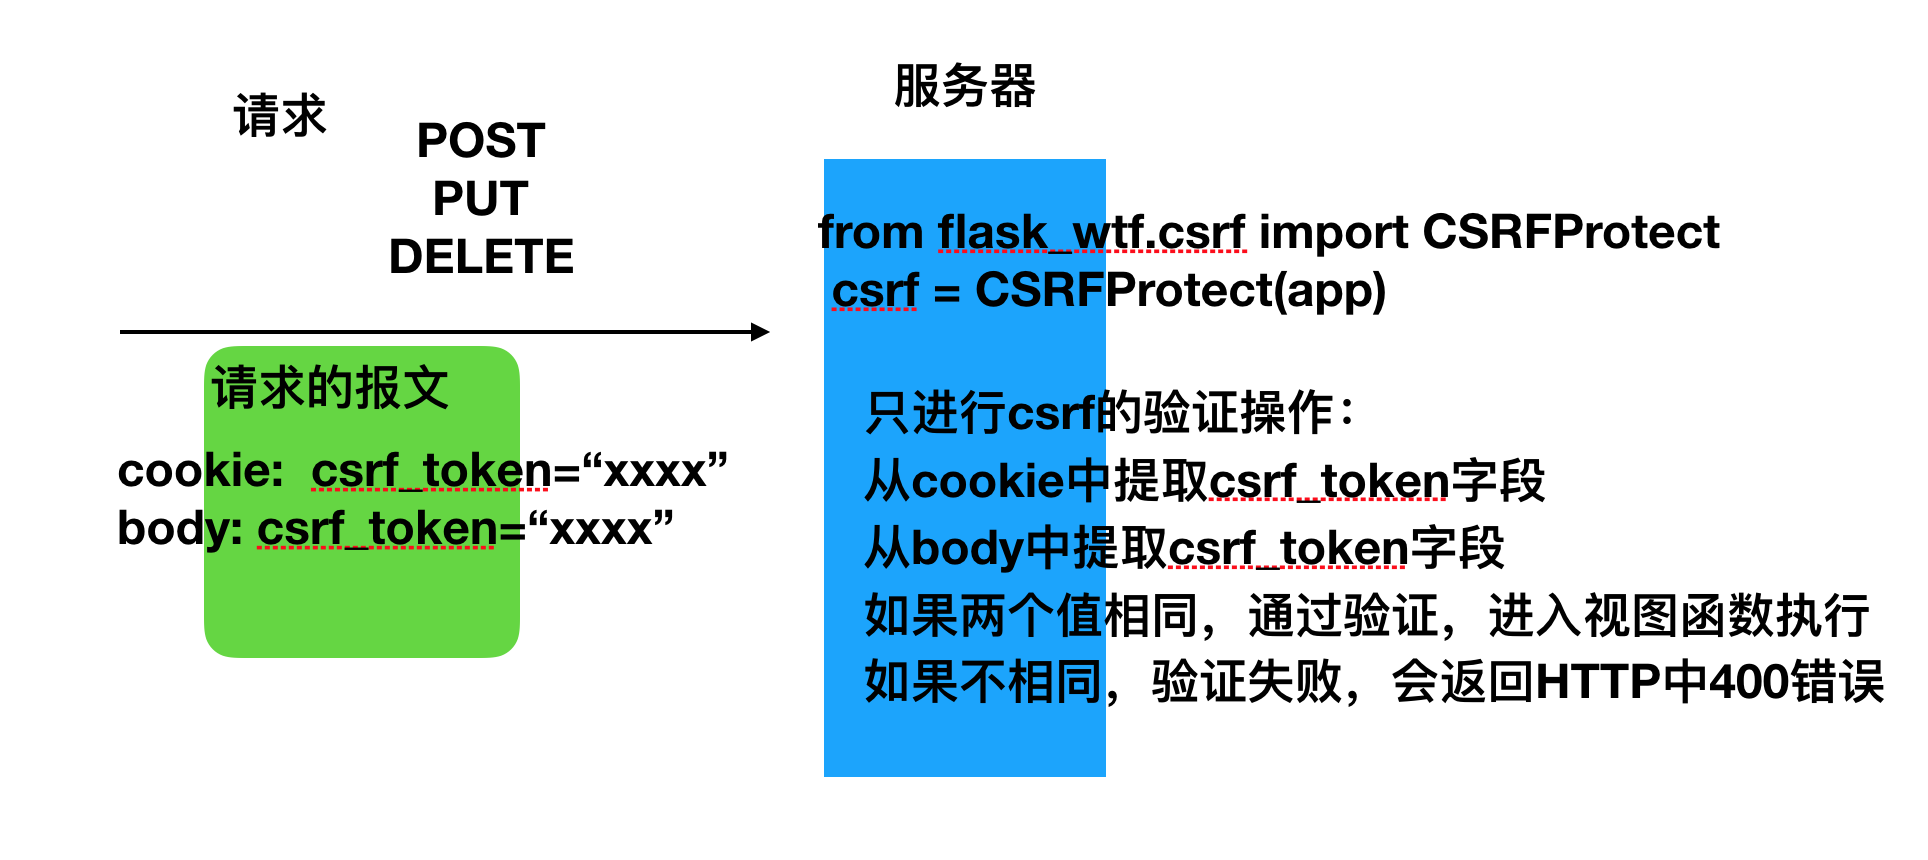 请求
POST
PUT
DELETE
请求的报文
cookie:  csrf_token=“xxxx”
body: csrf_token=“xxxx”
服务器
from flask_wtf.csrf import CSRFProtect
csrf = CSRFProtect(app)
只进行csrf的验证操作：
从cookie中提取csrf_token字段
从body中提取csrf_token字段
如果两个值相同，通过验证，进入视图函数执行
如果不相同，验证失败，会返回HTTP中400错误